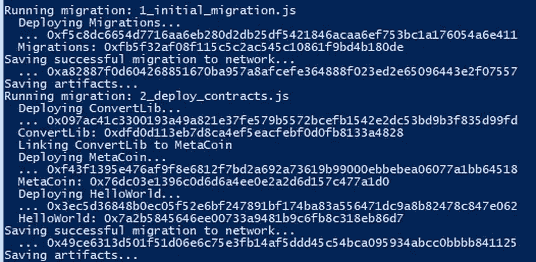 Running migration: 1_initial_migration.js
Deploying Migrations...
... 0xf5c8dc6654d7716aa6eb280d2db25df5421846acaa6ef753bc1a176054a6e411
Migrations: 0xfb5f32af08f115c5c2ac545c10861f9bd4b180de
Saving successful migration to network...
... 0xa82887f0d604268851670ba957a8afcefe364888f023ed2e65096443e2f07557
Saving artifacts...
Running migration: 2_deploy_contracts.js
Deploying ConvertLib...
... 0x097ac41c3300193a49a821e37fe579b5572bcefb1542e2dc53bd9b3f835d99fd
ConvertLib: 0xdfd0d113eb7d8ca4ef5eacfebf0d0fb8133a4828
Linking ConvertLib to MetaCoin
Deploying MetaCoin...
... 0xf43f1395e476af9f8e6812f7bd2a692a73619b99000ebbebea06077a1bb64518
MetaCoin: 0x76dc03e1396c0d6d6a4ee0e2a2d6d157c477a1d0
Deploying HelloWorld...
... 0x3ec5d36848b0ec05f52e6bf247891bf174ba83a556471dc9a8b82478c847e062
HelloWorld: 0x7a2b5845646ee00733a9481b9c6fb8c318eb86d7
Saving successful migration to network...
... 0x49ce6313d501f51d06e6c75e3fb14af5ddd45c54bca095934abcc0bbbb841125
Saving artifacts...